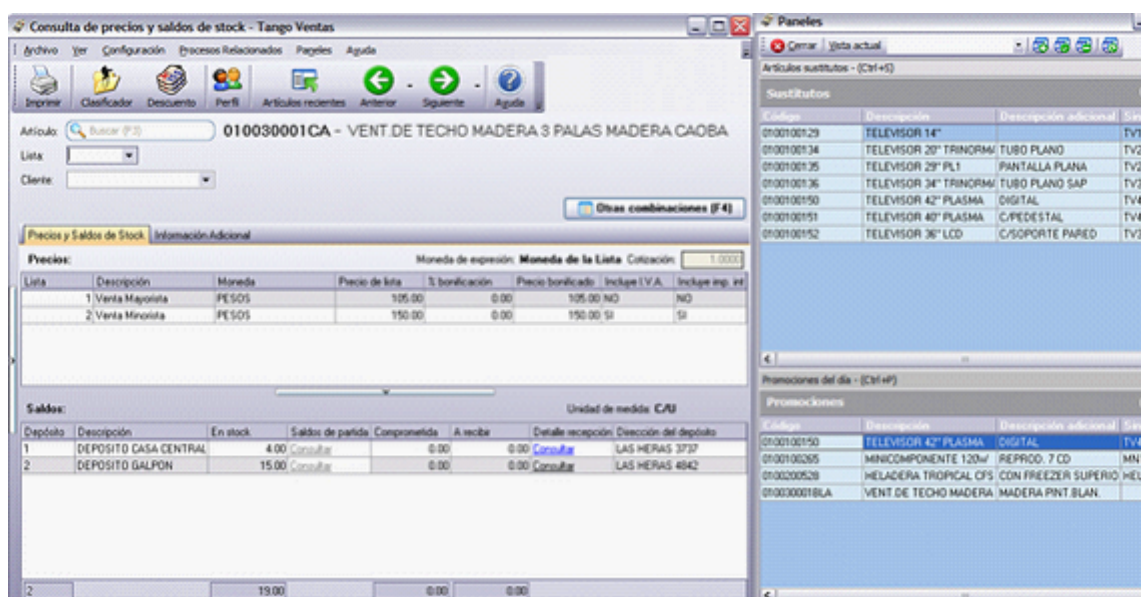 Consulta de precios y saldos de stock - Tango Ventas
Archivo Ver Configuración Procesos Relacionados Paneles Ayuda
Imprimir Clasificador Descuento Perfil Artículos recientes Anterior Siguiente Ayuda
Artículo: Buscar (F3) 010030001CA - VENT.DE TECHO MADERA 3 PALAS MADERA CAOBA
Lista:
Cliente:
Otras combinaciones (F4)
Precios y Saldos de Stock Información Adicional
Precios: Moneda de expresión: Moneda de la Lista Cotización: 1.0000
Lista Descripción Moneda Precio de lista % bonificación Precio bonificado Incluye I.V.A. Incluye imp. int
1 Venta Mayorista PESOS 105.00 0.00 105.00 NO NO
2 Venta Minorista PESOS 150.00 0.00 150.00 SI SI
Saldos: Unidad de medida: C/U
Depósito Descripción En stock Saldos de partida Comprometida A recibir Detalle recepción Dirección del depósito
1 DEPOSITO CASA CENTRAL 4.00 Consultar 0.00 0.00 Consultar LAS HERAS 3737
2 DEPOSITO GALPON 15.00 Consultar 0.00 0.00 Consultar LAS HERAS 4842
2 19.00 0.00 0.00
Paneles
Cerrar Vista actual
Artículos sustitutos - (Ctrl+S)
Sustitutos
Código Descripción Descripción adicional Sin
0100100129 TELEVISOR 14" TV1
0100100134 TELEVISOR 20" TRINORMA TUBO PLANO TV2
0100100135 TELEVISOR 29" PL1 PANTALLA PLANA TV2
0100100136 TELEVISOR 34" TRINORMA TUBO PLANO SAP TV3
0100100150 TELEVISOR 42" PLASMA DIGITAL TV4
0100100151 TELEVISOR 40" PLASMA C/PEDESTAL TV4
0100100152 TELEVISOR 36" LCD C/SOPORTE PARED TV3
Promociones del día - (Ctrl+P)
Promociones
Código Descripción Descripción adicional Sin
0100100150 TELEVISOR 42" PLASMA DIGITAL TV4
0100100265 MINICOMPONENTE 120w REPROD. 7 CD MN
0100200528 HELADERA TROPICAL CFS CON FREEZER SUPERIO HEL
010030001BLA VENT.DE TECHO MADERA MADERA PINT.BLAN.